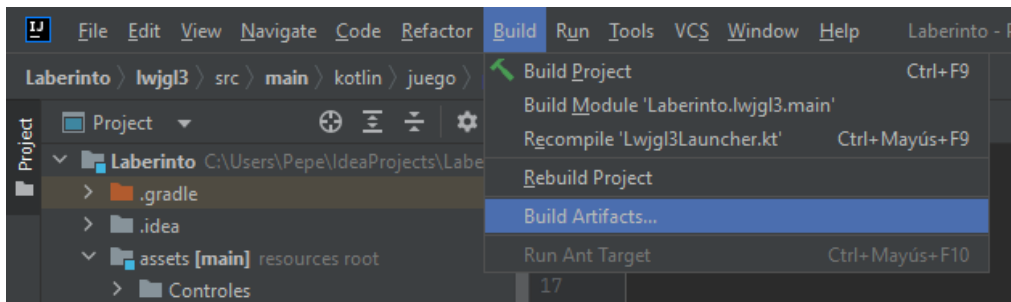 IJ File Edit View Navigate Code Refactor Build Run Tools VCS Window Help Laberinto - P
Laberinto 〉 lwjgl3 〉 src 〉 main 〉 kotlin 〉 juego 〉
Build Project Ctrl+F9
Build Module 'Laberinto.lwjgl3.main'
Recompile 'Lwjgl3Launcher.kt' Ctrl+Mayús+F9
Rebuild Project
Build Artifacts...
Run Ant Target Ctrl+Mayús+F10
17
Project
Project
Laberinto C:\Users\Pepe\IdeaProjects\Labe
.gradle
.idea
assets [main] resources root
Controles